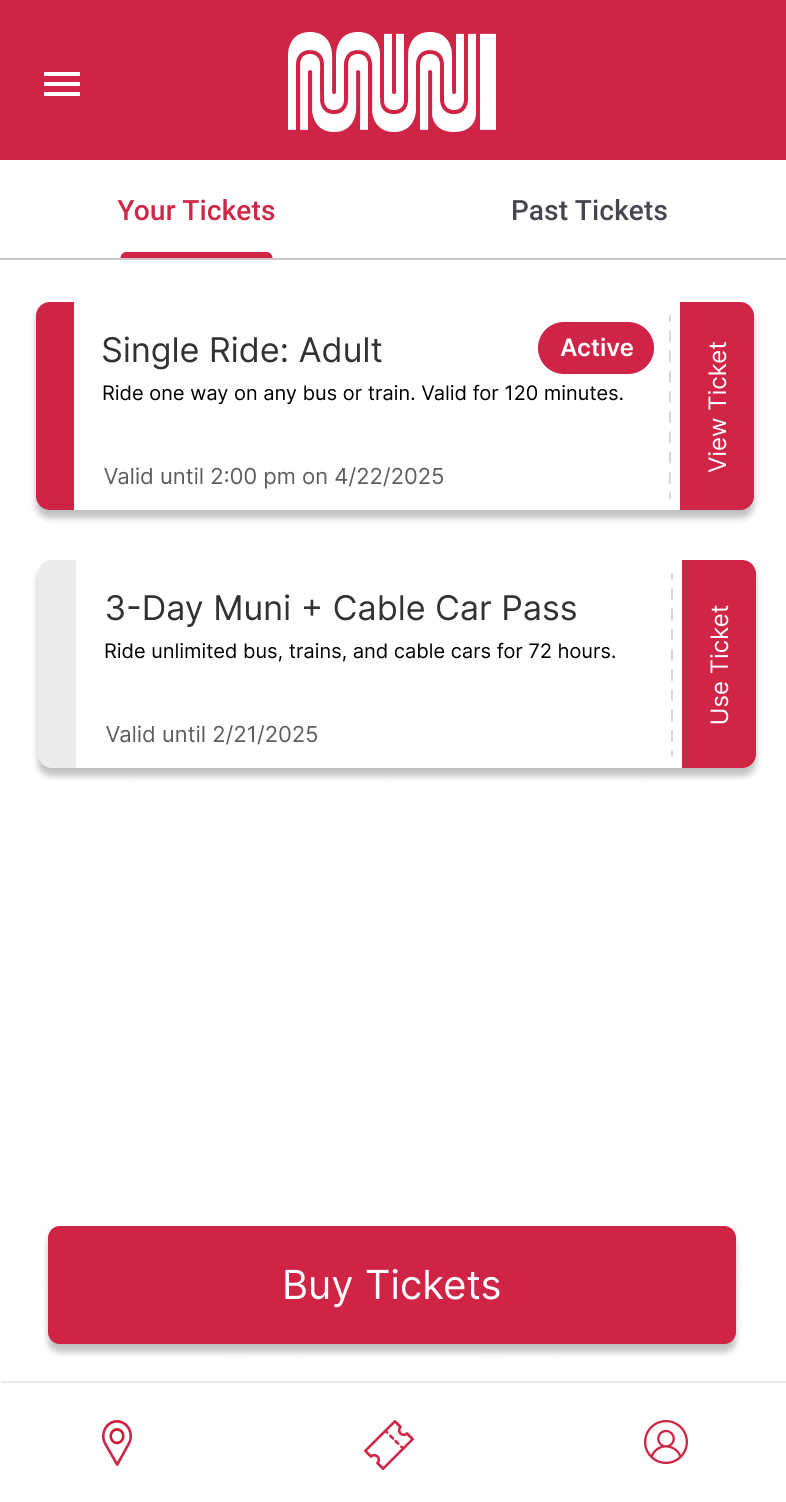 MUNI
Your Tickets
Past Tickets
Single Ride: Adult
Active
Ride one way on any bus or train. Valid for 120 minutes.
Valid until 2:00 pm on 4/22/2025
View Ticket
3-Day Muni + Cable Car Pass
Ride unlimited bus, trains, and cable cars for 72 hours.
Valid until 2/21/2025
Use Ticket
Buy Tickets